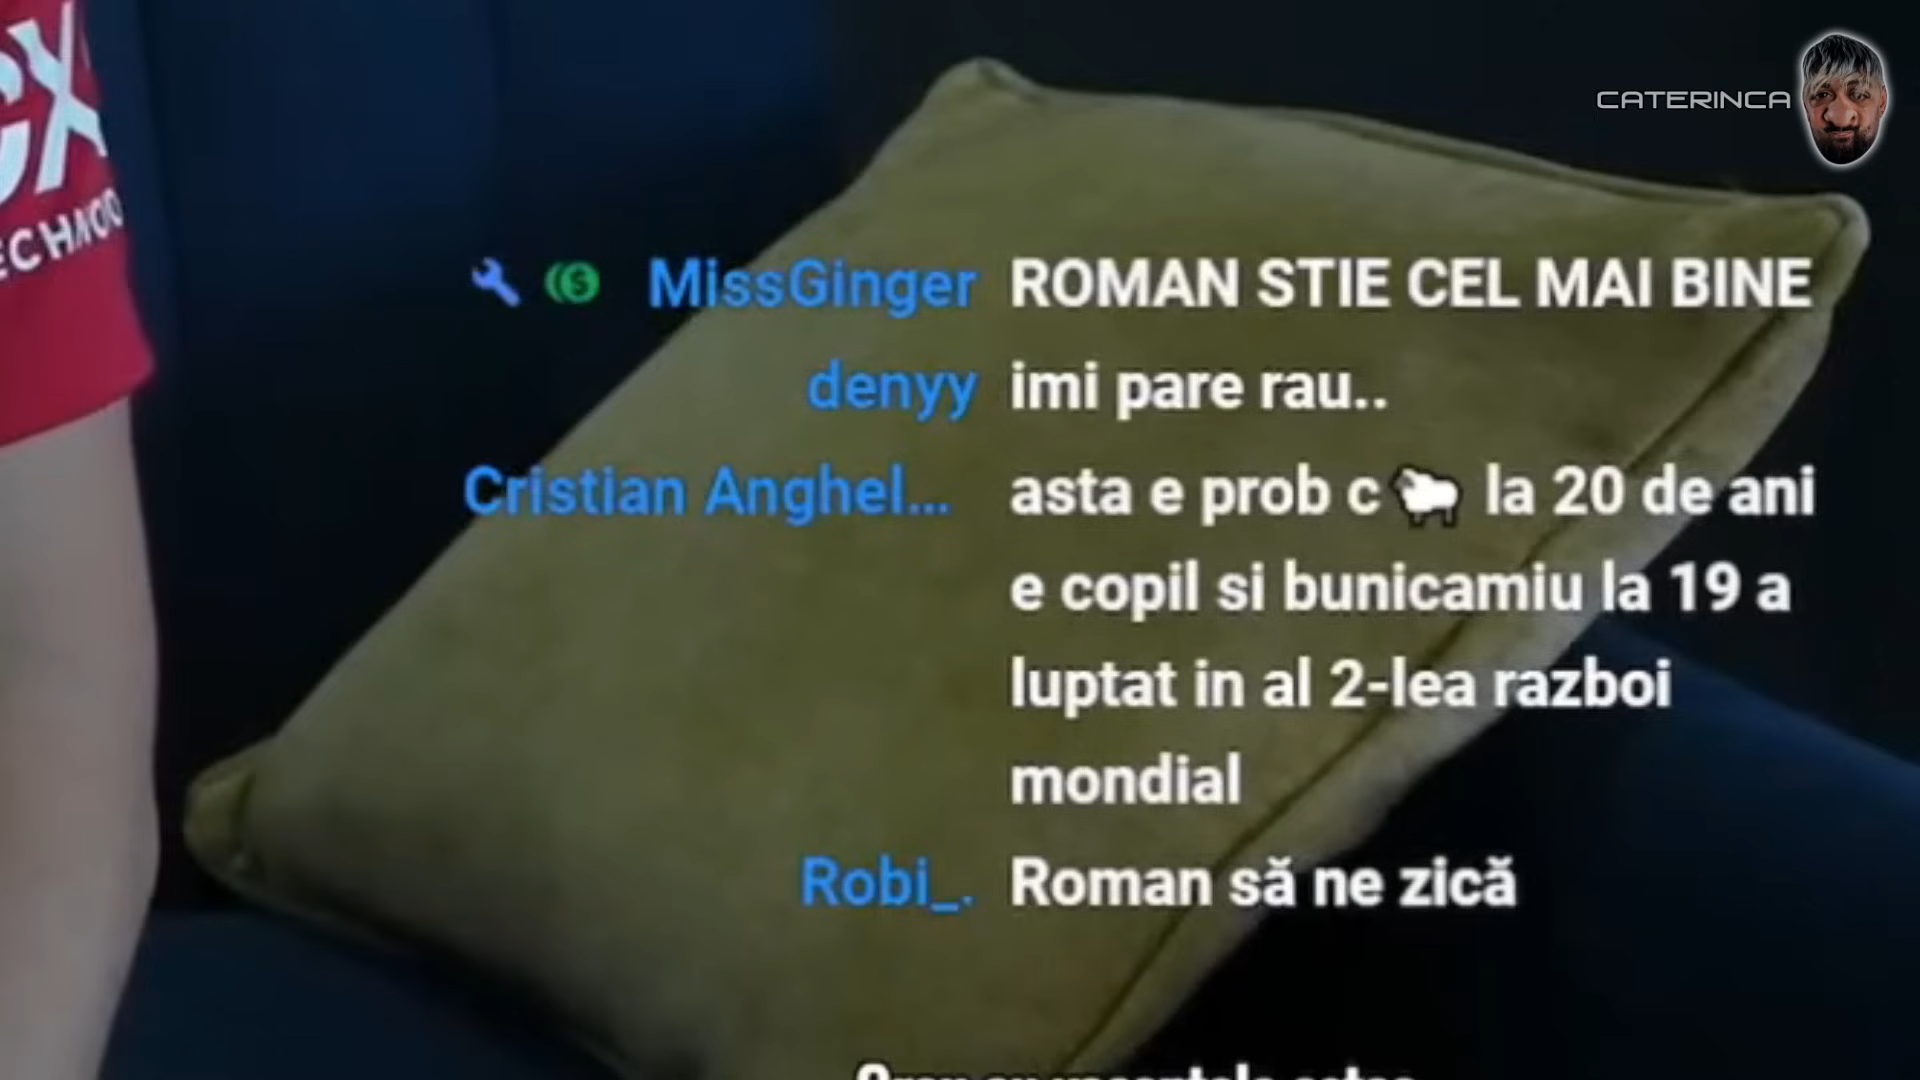 CX
CATERINCA
MissGinger ROMAN STIE CEL MAI BINE
denyy imi pare rau..
Cristian Anghel... asta e prob c🐑 la 20 de ani
e copil si bunicamiu la 19 a
luptat in al 2-lea razboi
mondial
Robi_. Roman să ne zică